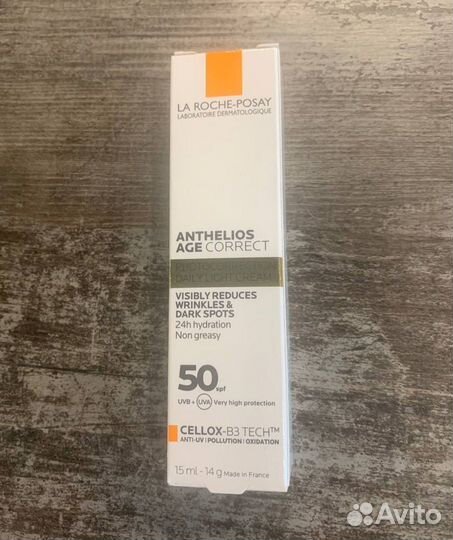 LA ROCHE-POSAY
LABORATOIRE DERMATOLOGIQUE
ANTHELIOS
AGE CORRECT
DAILY LIGHT CREAM
VISIBLY REDUCES
WRINKLES &
DARK SPOTS
24h hydration
Non greasy
50 spf
UVB + UVA Very high protection
CELLOX-B3 TECH™
ANTI-UV | POLLUTION | OXIDATION
15 ml - 14 g Made in France
Avito